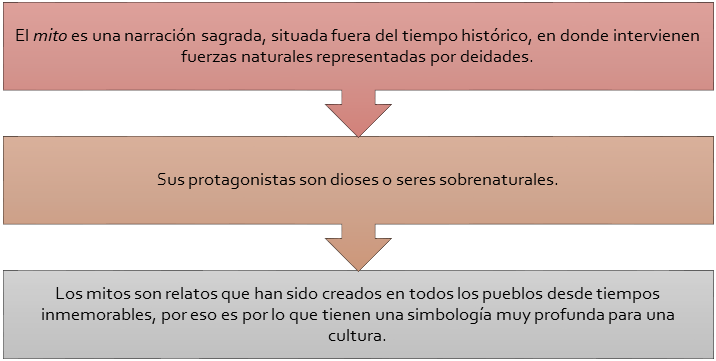 El mito es una narración sagrada, situada fuera del tiempo histórico, en donde intervienen
fuerzas naturales representadas por deidades.
Sus protagonistas son dioses o seres sobrenaturales.
Los mitos son relatos que han sido creados en todos los pueblos desde tiempos
inmemorables, por eso es por lo que tienen una simbología muy profunda para una
cultura.